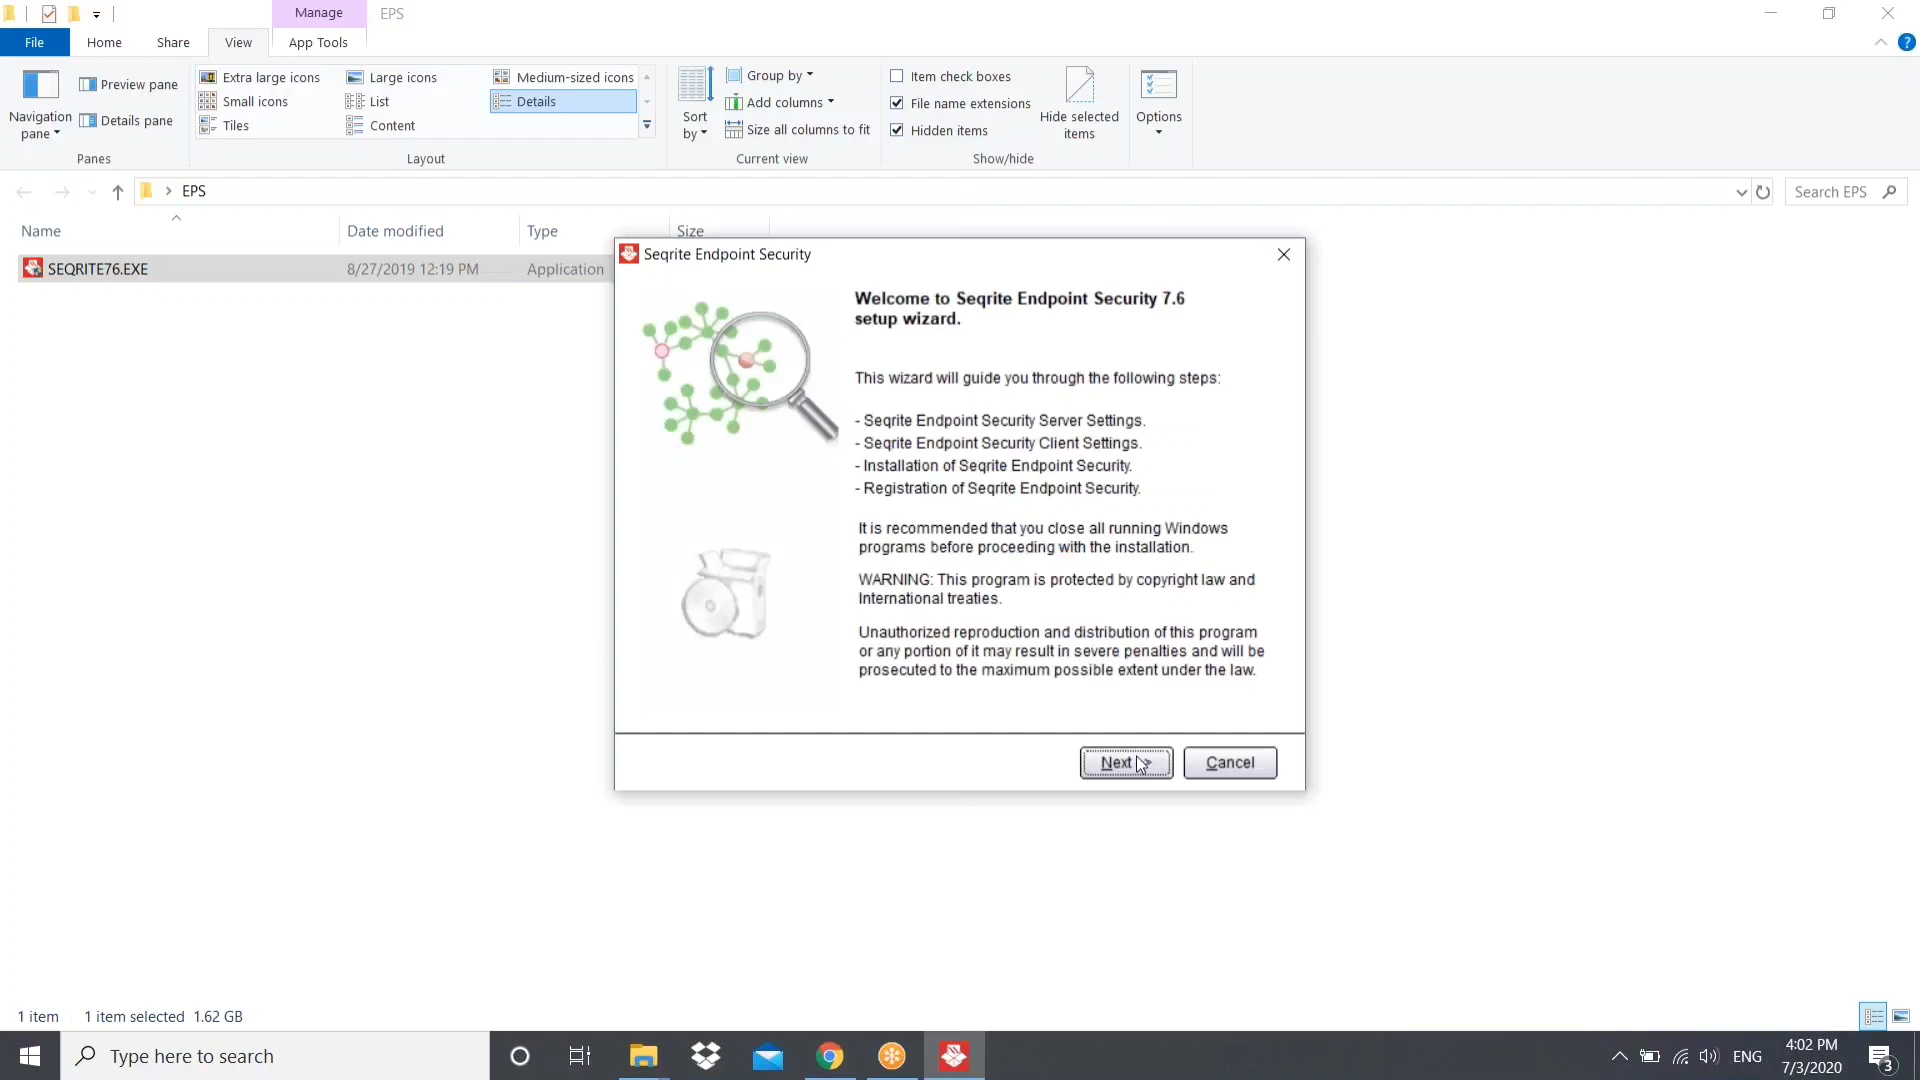 Manage
EPS
File
Home
Share
View
App Tools
Navigation
pane
Preview pane
Details pane
Panes
Extra large icons
Large icons
Medium-sized icons
Small icons
List
Details
Tiles
Content
Layout
Sort
by
Group by
Add columns
Size all columns to fit
Current view
Item check boxes
File name extensions
Hidden items
Hide selected
items
Show/hide
Options
EPS
Search EPS
Name
Date modified
Type
Size
SEQRITE76.EXE
8/27/2019 12:19 PM
Application
Seqrite Endpoint Security
Welcome to Seqrite Endpoint Security 7.6
setup wizard.
This wizard will guide you through the following steps:
- Seqrite Endpoint Security Server Settings.
- Seqrite Endpoint Security Client Settings.
- Installation of Seqrite Endpoint Security.
- Registration of Seqrite Endpoint Security.
It is recommended that you close all running Windows
programs before proceeding with the installation.
WARNING: This program is protected by copyright law and
International treaties.
Unauthorized reproduction and distribution of this program
or any portion of it may result in severe penalties and will be
prosecuted to the maximum possible extent under the law.
Next >
Cancel
1 item
1 item selected 1.62 GB
Type here to search
ENG
4:02 PM
7/3/2020
3